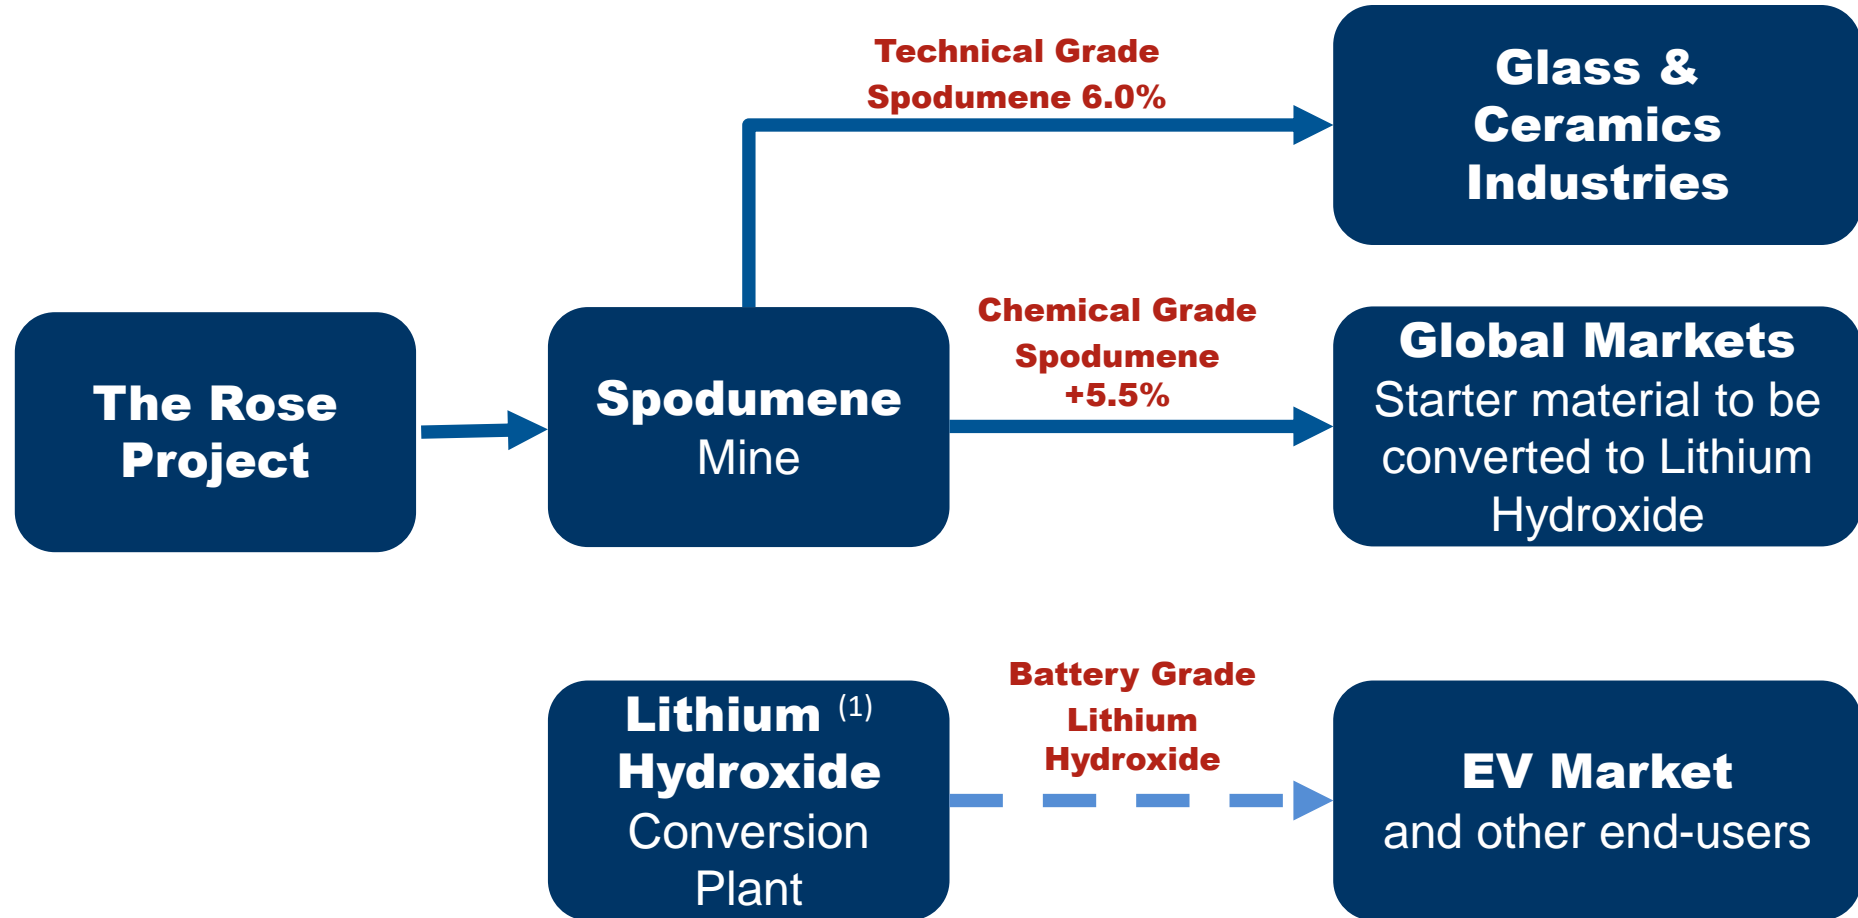 Technical Grade
Spodumene 6.0%
Glass &
Ceramics
Industries
The Rose
Project
Spodumene
Mine
Chemical Grade
Spodumene
+5.5%
Global Markets
Starter material to be
converted to Lithium
Hydroxide
Lithium (1)
Hydroxide
Conversion
Plant
Battery Grade
Lithium
Hydroxide
EV Market
and other end-users